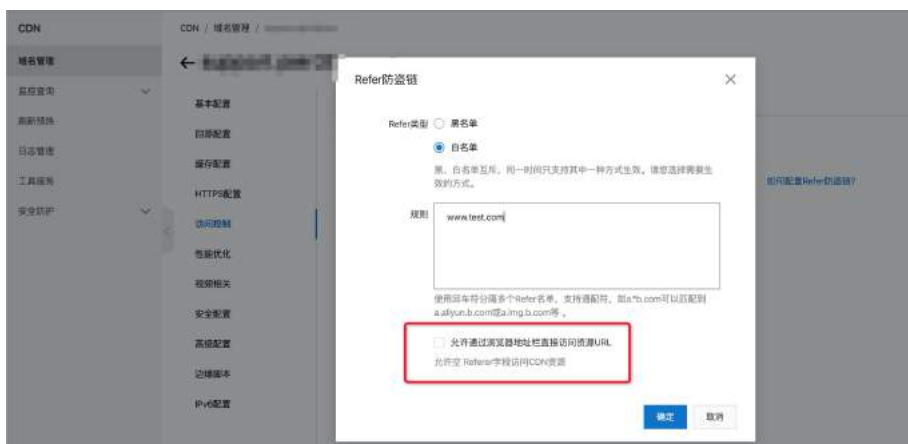 CDN
CDN / 域名管理 /
域名管理
监控查询
刷新预热
日志管理
工具服务
安全防护
基本配置
回源配置
缓存配置
HTTPS配置
访问控制
性能优化
视频相关
安全配置
高级配置
边缘脚本
IPv6配置
Refer防盗链
Refer类型
黑名单
白名单
黑、白名单互斥，同一时间只支持其中一种方式生效。请您选择需要生
效的方式。
规则
www.test.com
使用回车符分隔多个Refer名单，支持通配符，如a.*b.com可以匹配到
a.aliyun.b.com或a.img.b.com等 。
允许通过浏览器地址栏直接访问资源URL
允许空 Referer字段访问CDN资源
确定
取消
如何配置Refer防盗链?